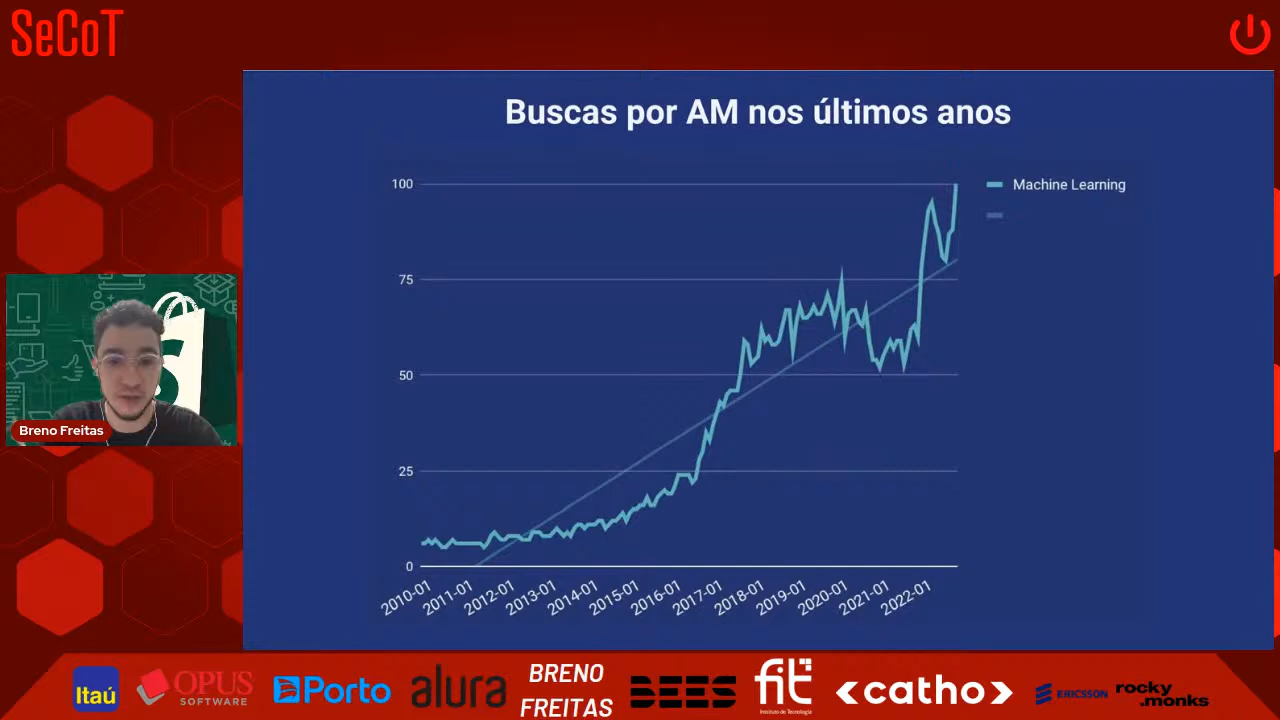 SeCoT
Buscas por AM nos últimos anos
100
75
50
25
0
Machine Learning
2010-01
2011-01
2012-01
2013-01
2014-01
2015-01
2016-01
2017-01
2018-01
2019-01
2020-01
2021-01
2022-01
Breno Freitas
Itaú
OPUS
SOFTWARE
Porto
alura
BRENO
FREITAS
BEES
fit
Instituto de Tecnologia
catho
ERICSSON
rocky
.monks